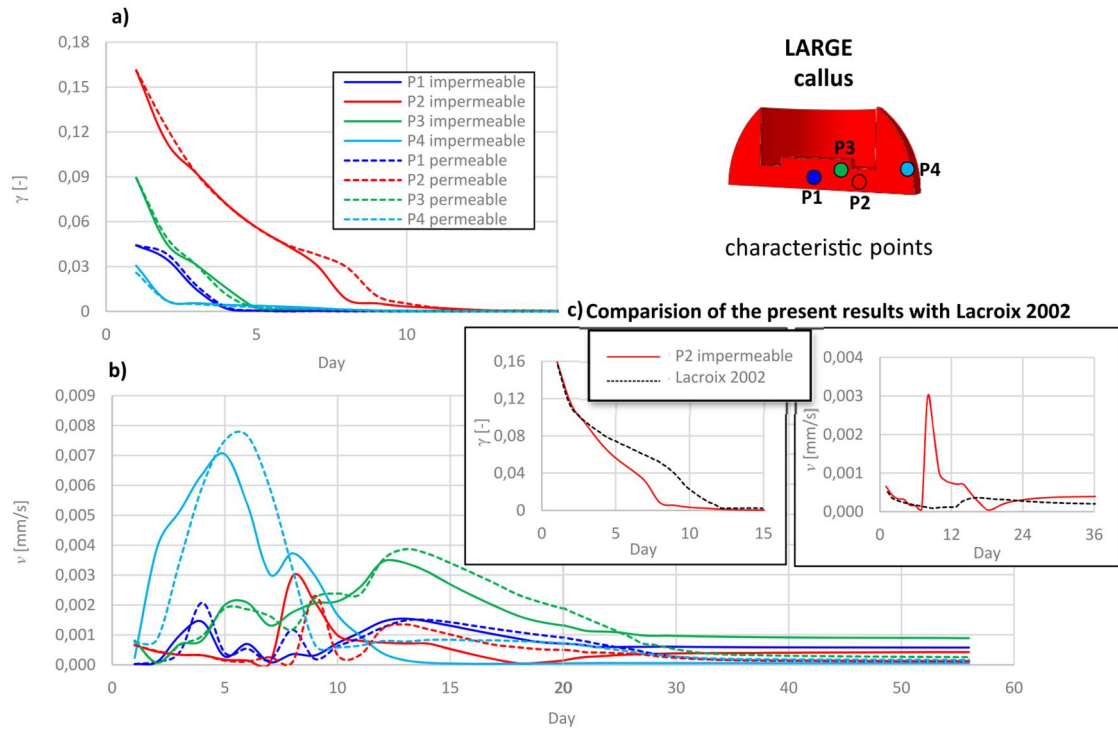 a)
0,18
0,15
0,12
0,09
0,06
0,03
0
γ [-]
0
5
10
Day
P1 impermeable
P2 impermeable
P3 impermeable
P4 impermeable
P1 permeable
P2 permeable
P3 permeable
P4 permeable
LARGE
callus
P3
P4
P1
P2
characteristic points
c) Comparision of the present results with Lacroix 2002
P2 impermeable
Lacroix 2002
0,16
0,12
0,08
0,04
0
γ [-]
0
5
10
15
Day
0,004
0,003
0,002
0,001
0,000
v [mm/s]
0
12
24
36
Day
b)
0,009
0,008
0,007
0,006
0,005
0,004
0,003
0,002
0,001
0,000
v [mm/s]
0
5
10
15
20
30
40
50
60
Day